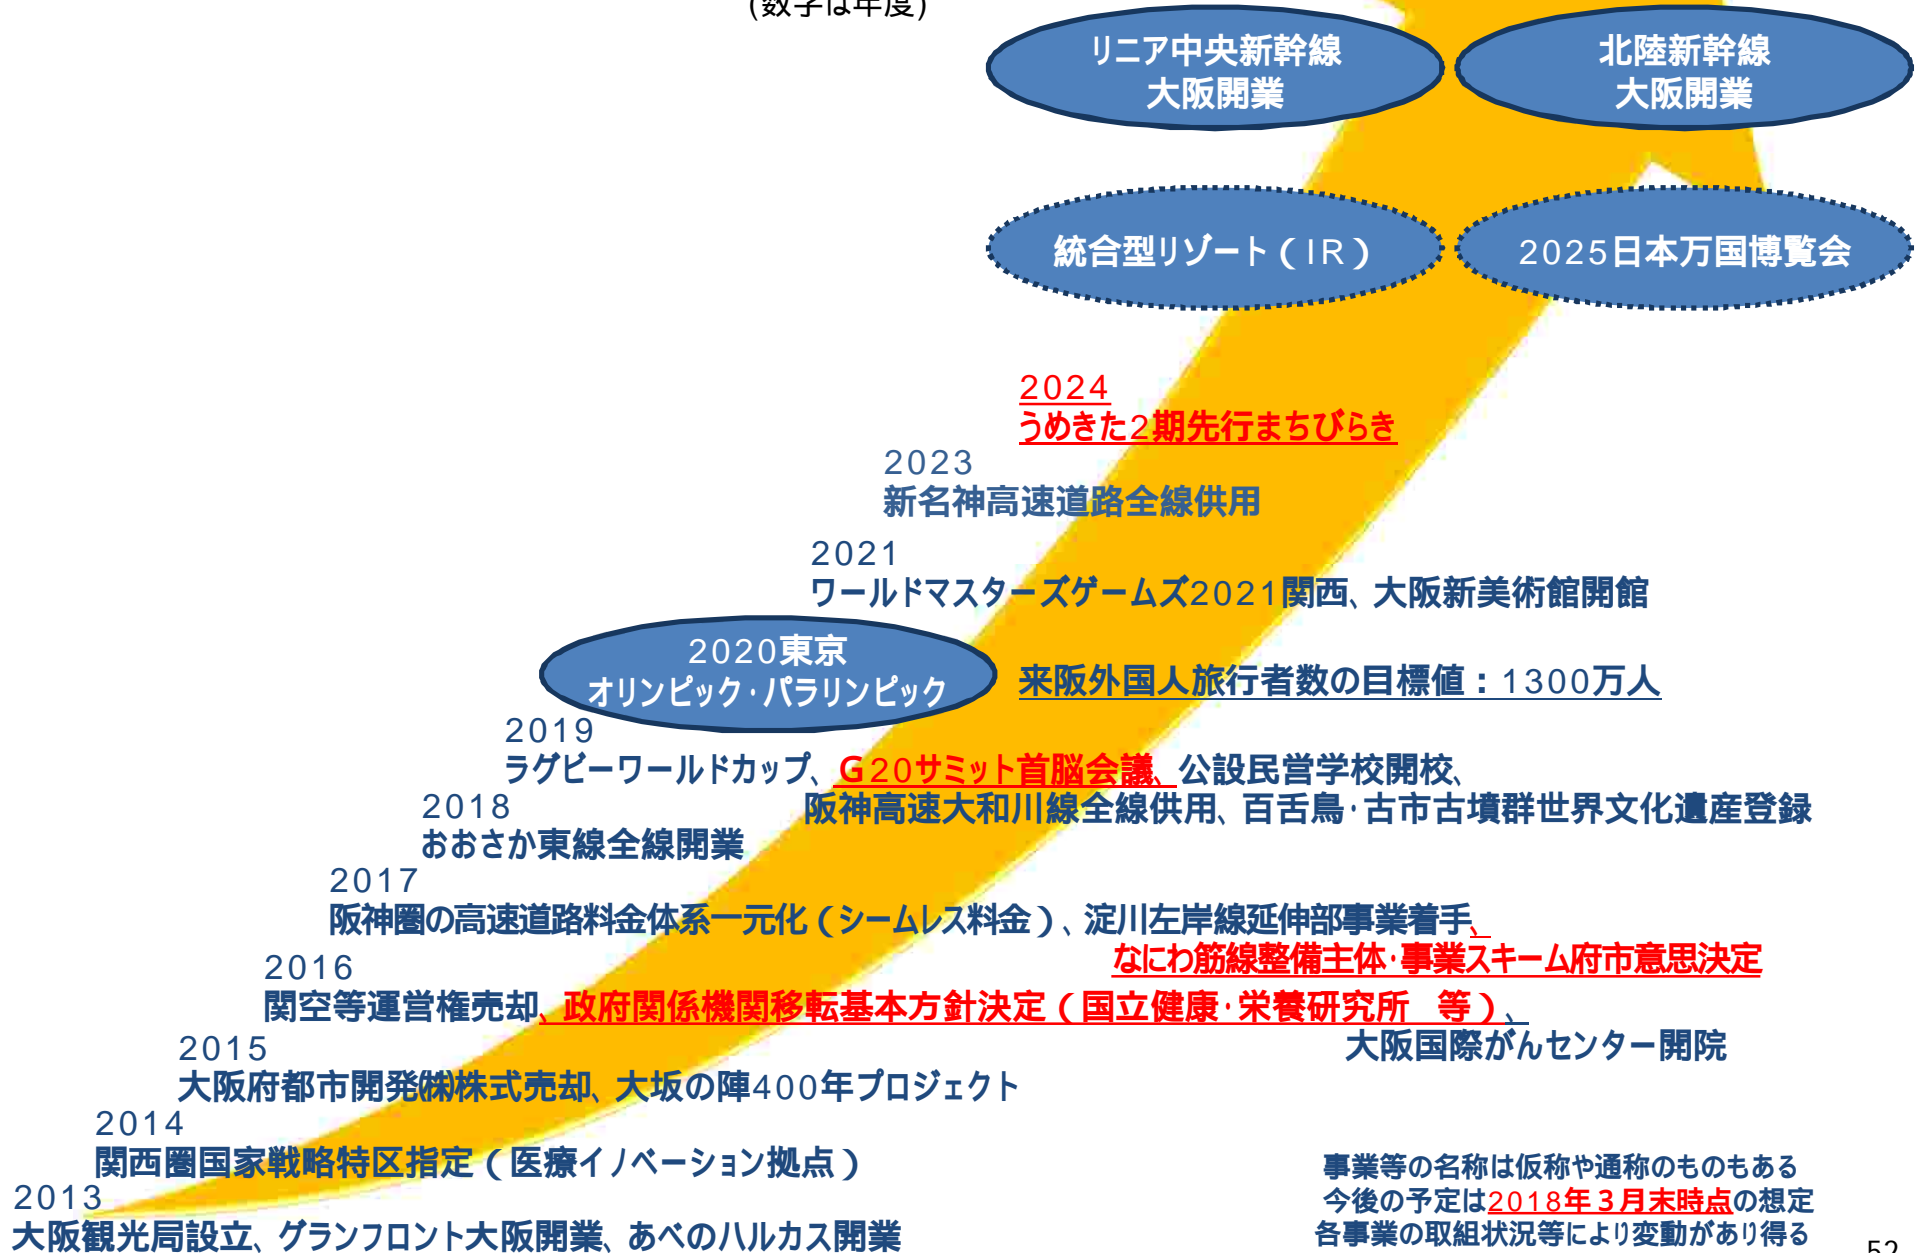 (数字は年度)
リニア中央新幹線
大阪開業
北陸新幹線
大阪開業
統合型リゾート（ＩＲ）
2025日本万国博覧会
2024
うめきた2期先行まちびらき
2023
新名神高速道路全線供用
2021
ワールドマスターズゲームズ2021関西、大阪新美術館開館
2020東京
オリンピック・パラリンピック
来阪外国人旅行者数の目標値：1300万人
2019
ラグビーワールドカップ、Ｇ20サミット首脳会議、公設民営学校開校、
阪神高速大和川線全線供用、百舌鳥・古市古墳群世界文化遺産登録
2018
おおさか東線全線開業
2017
阪神圏の高速道路料金体系一元化（シームレス料金）、淀川左岸線延伸部事業着手、
なにわ筋線整備主体・事業スキーム府市意思決定
2016
関空等運営権売却、政府関係機関移転基本方針決定（国立健康・栄養研究所　等）、
大阪国際がんセンター開院
2015
大阪府都市開発㈱株式売却、大坂の陣400年プロジェクト
2014
関西圏国家戦略特区指定（医療イノベーション拠点）
2013
大阪観光局設立、グランフロント大阪開業、あべのハルカス開業
事業等の名称は仮称や通称のものもある
今後の予定は2018年３月末時点の想定
各事業の取組状況等により変動があり得る
52